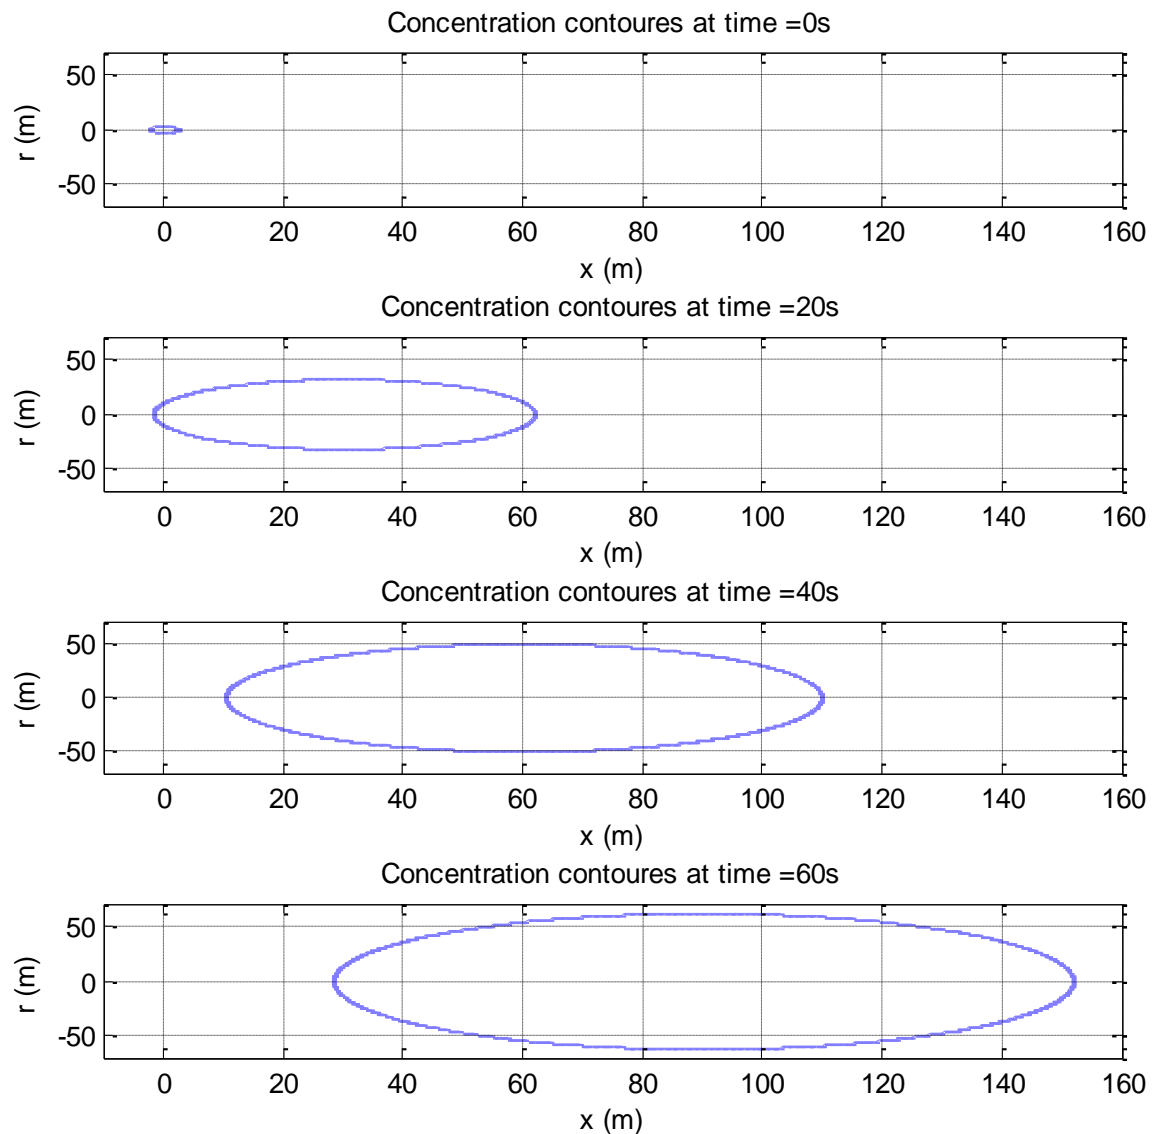 Concentration contoures at time =0s
50
0
-50
r (m)
0 20 40 60 80 100 120 140 160
x (m)
Concentration contoures at time =20s
50
0
-50
r (m)
0 20 40 60 80 100 120 140 160
x (m)
Concentration contoures at time =40s
50
0
-50
r (m)
0 20 40 60 80 100 120 140 160
x (m)
Concentration contoures at time =60s
50
0
-50
r (m)
0 20 40 60 80 100 120 140 160
x (m)